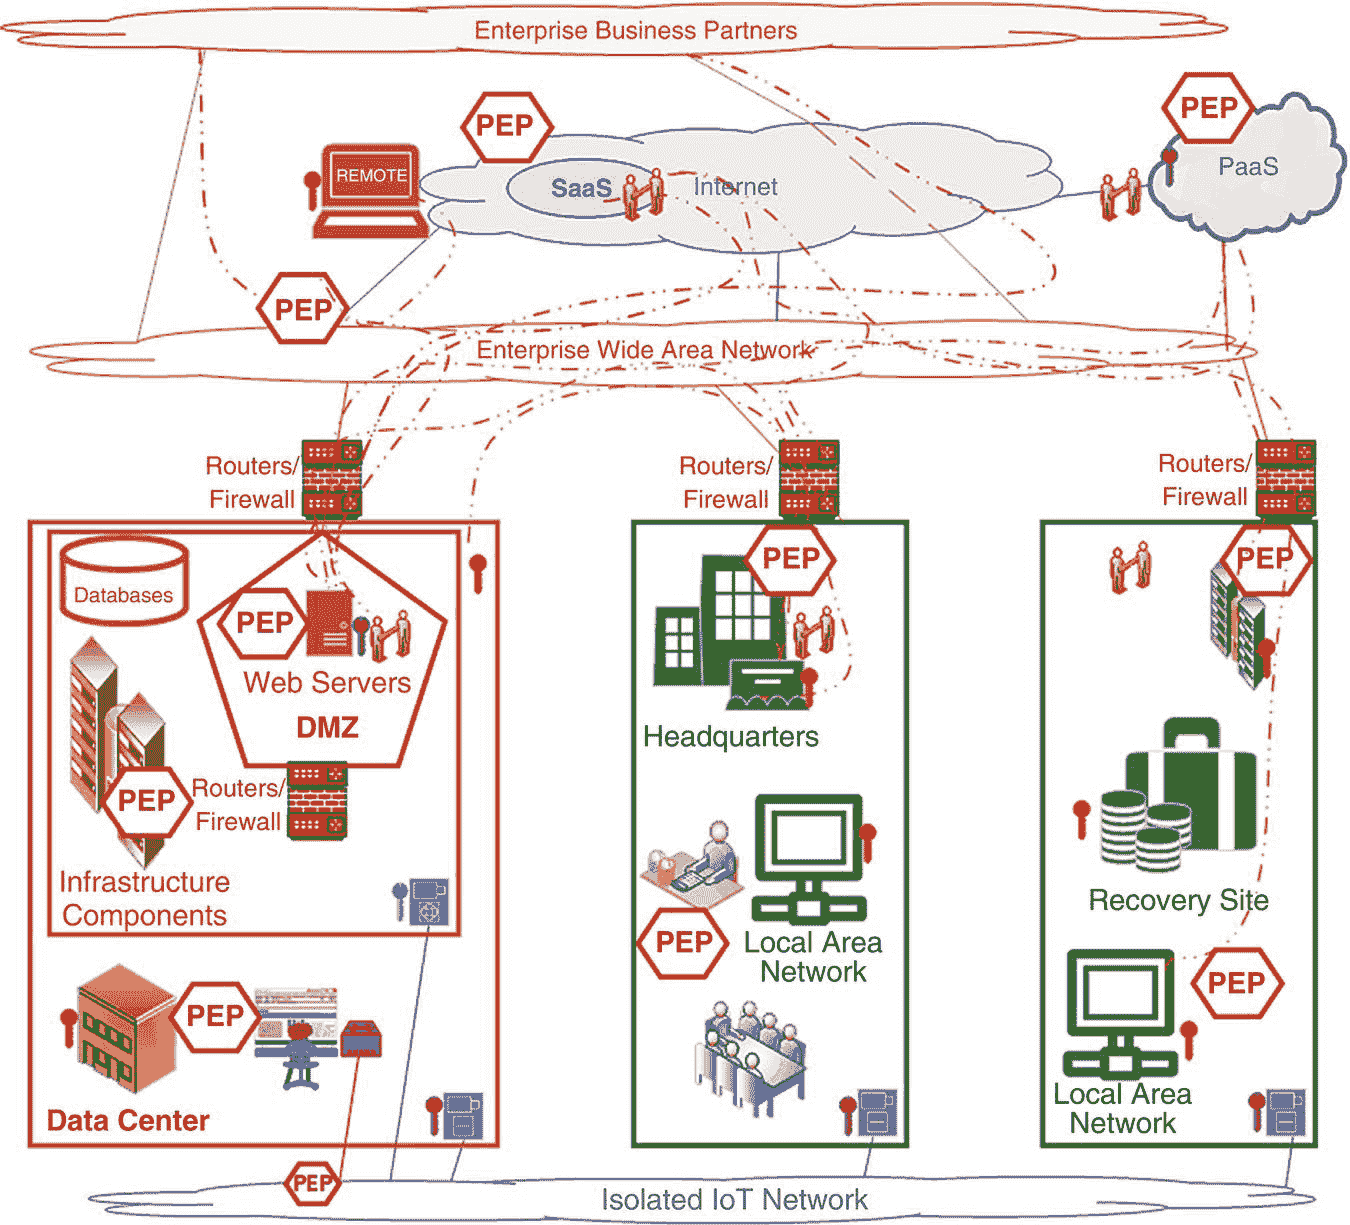 Enterprise Business Partners
PEP
PEP
REMOTE
SaaS
Internet
PaaS
PEP
Enterprise Wide Area Network
Routers/
Firewall
Routers/
Firewall
Routers/
Firewall
Databases
PEP
Web Servers
DMZ
PEP
Routers/
Firewall
Infrastructure
Components
PEP
Data Center
PEP
Headquarters
PEP
Local Area
Network
PEP
Recovery Site
PEP
Local Area
Network
PEP
Isolated IoT Network